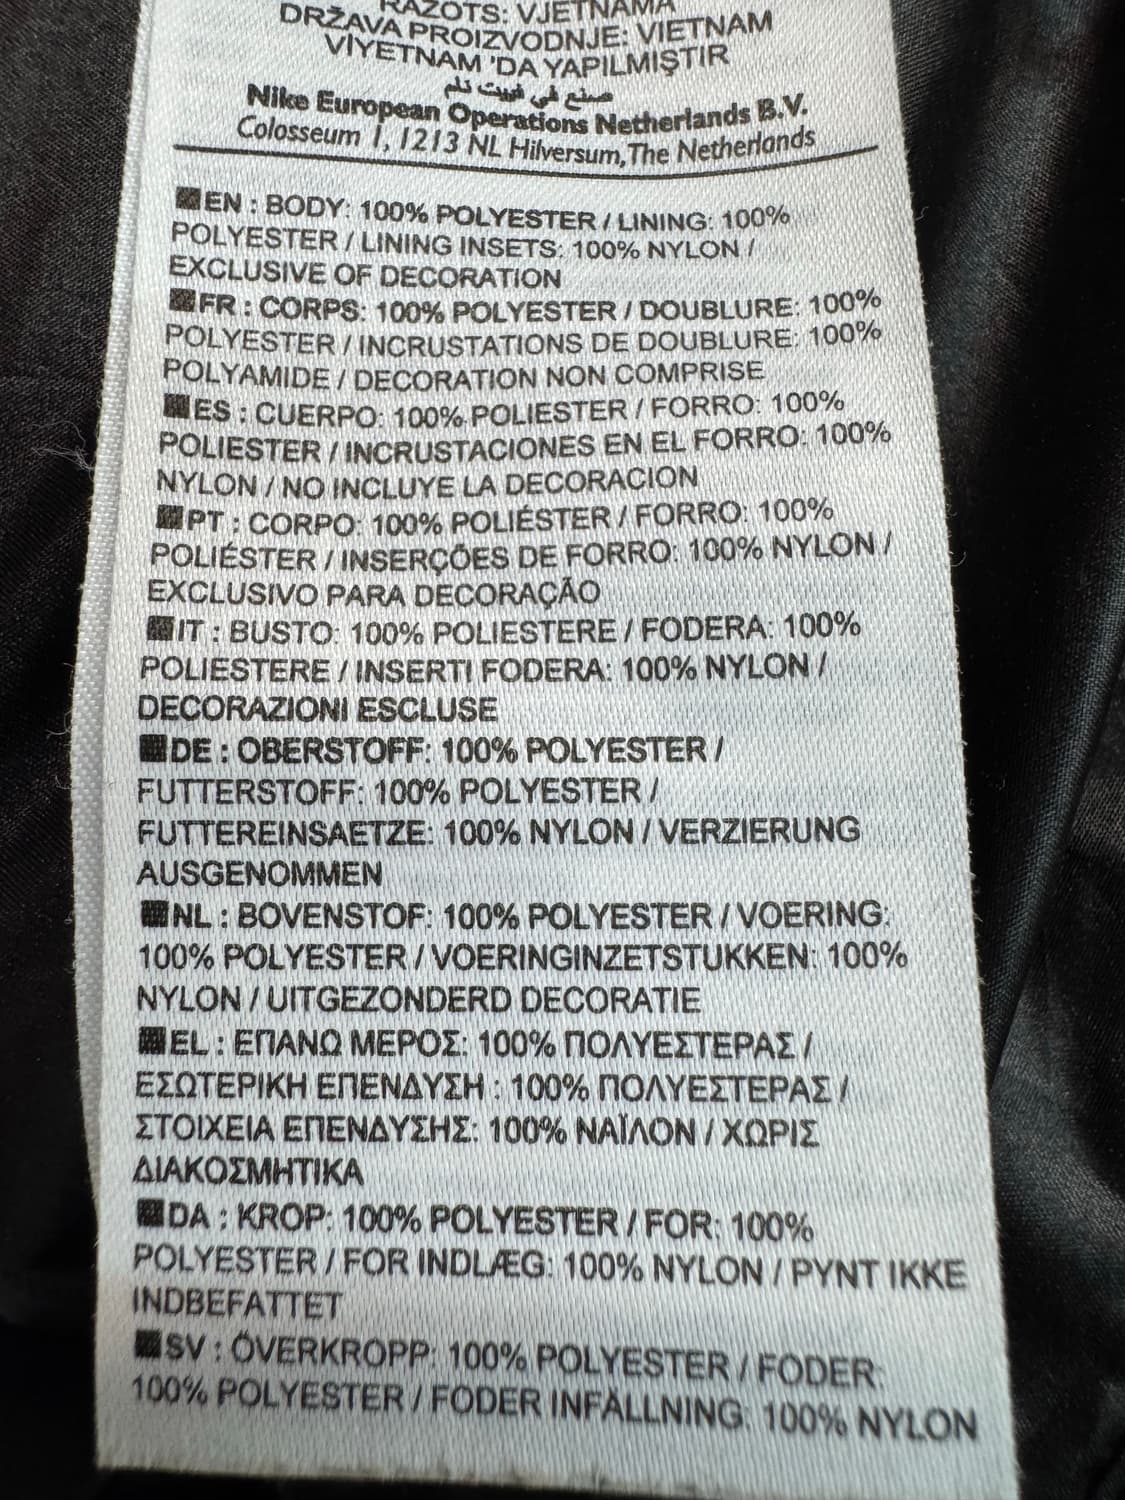 RAZOTS: VJETNAMA
DRŽAVA PROIZVODNJE: VIETNAM
VİYETNAM 'DA YAPILMIŞTIR
صنع في فييت نام
Nike European Operations Netherlands B.V.
Colosseum 1, 1213 NL Hilversum, The Netherlands
EN : BODY: 100% POLYESTER / LINING: 100%
POLYESTER / LINING INSETS: 100% NYLON /
EXCLUSIVE OF DECORATION
FR : CORPS: 100% POLYESTER / DOUBLURE: 100%
POLYESTER / INCRUSTATIONS DE DOUBLURE: 100%
POLYAMIDE / DECORATION NON COMPRISE
ES : CUERPO: 100% POLIESTER / FORRO: 100%
POLIESTER / INCRUSTACIONES EN EL FORRO: 100%
NYLON / NO INCLUYE LA DECORACION
PT : CORPO: 100% POLIÉSTER / FORRO: 100%
POLIÉSTER / INSERÇÕES DE FORRO: 100% NYLON /
EXCLUSIVO PARA DECORAÇÃO
IT : BUSTO: 100% POLIESTERE / FODERA: 100%
POLIESTERE / INSERTI FODERA: 100% NYLON /
DECORAZIONI ESCLUSE
DE : OBERSTOFF: 100% POLYESTER /
FUTTERSTOFF: 100% POLYESTER /
FUTTEREINSAETZE: 100% NYLON / VERZIERUNG
AUSGENOMMEN
NL : BOVENSTOF: 100% POLYESTER / VOERING:
100% POLYESTER / VOERINGINZETSTUKKEN: 100%
NYLON / UITGEZONDERD DECORATIE
EL : ΕΠΑΝΩ ΜΕΡΟΣ: 100% ΠΟΛΥΕΣΤΕΡΑΣ /
ΕΣΩΤΕΡΙΚΗ ΕΠΕΝΔΥΣΗ : 100% ΠΟΛΥΕΣΤΕΡΑΣ /
ΣΤΟΙΧΕΙΑ ΕΠΕΝΔΥΣΗΣ: 100% ΝΑΪΛΟΝ / ΧΩΡΙΣ
ΔΙΑΚΟΣΜΗΤΙΚΑ
DA : KROP: 100% POLYESTER / FOR: 100%
POLYESTER / FOR INDLÆG: 100% NYLON / PYNT IKKE
INDBEFATTET
SV : ÖVERKROPP: 100% POLYESTER / FODER:
100% POLYESTER / FODER INFÄLLNING: 100% NYLON